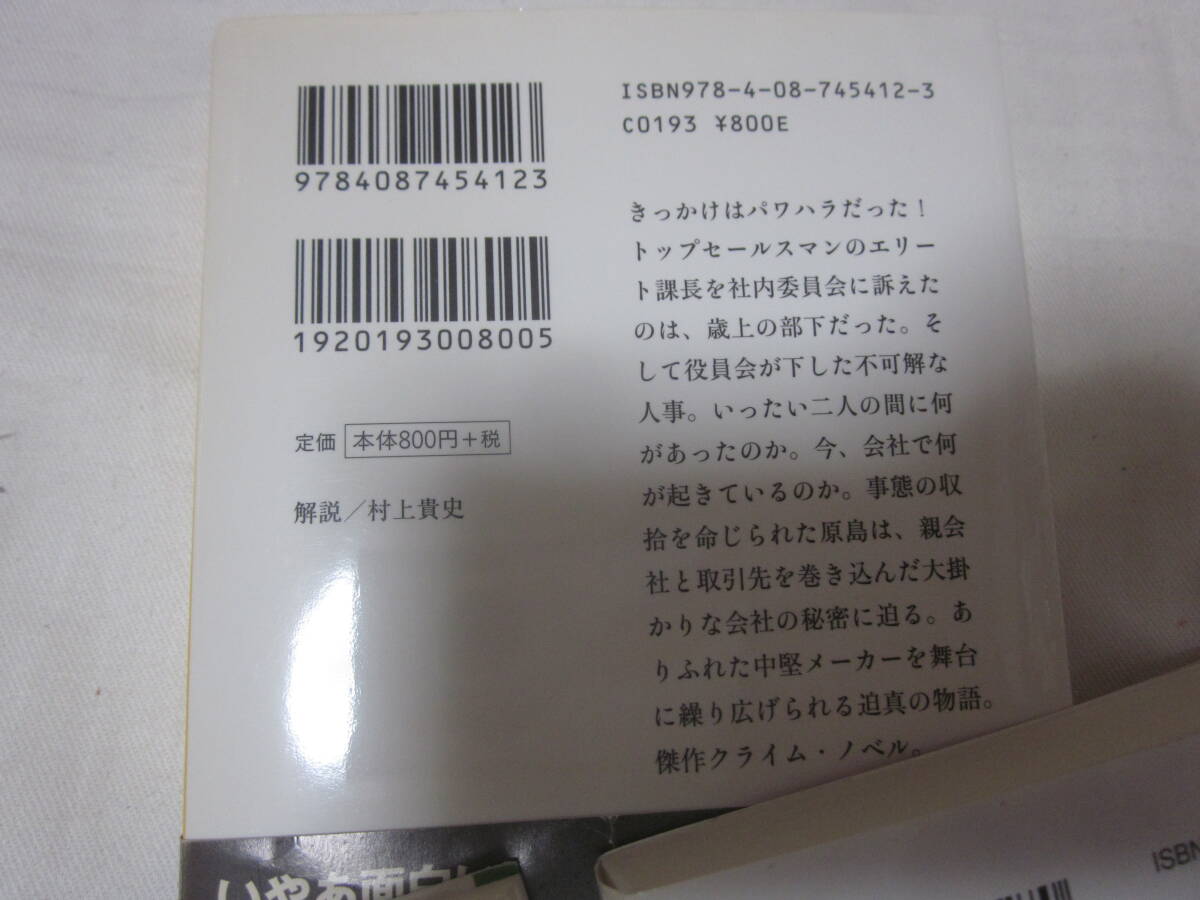 9784087454123
1920193008005
定価 本体800円+税
解説／村上貴史
ISBN978-4-08-745412-3
C0193 ¥800E
きっかけはパワハラだった！
トップセールスマンのエリー
ト課長を社内委員会に訴えた
のは、歳上の部下だった。そ
して役員会が下した不可解な
人事。いったい二人の間に何
があったのか。今、会社で何
が起きているのか。事態の収
拾を命じられた原島は、親会
社と取引先を巻き込んだ大掛
かりな会社の秘密に迫る。あ
りふれた中堅メーカーを舞台
に繰り広げられる迫真の物語。
傑作クライム・ノベル。
いやぁ面白
ISBN